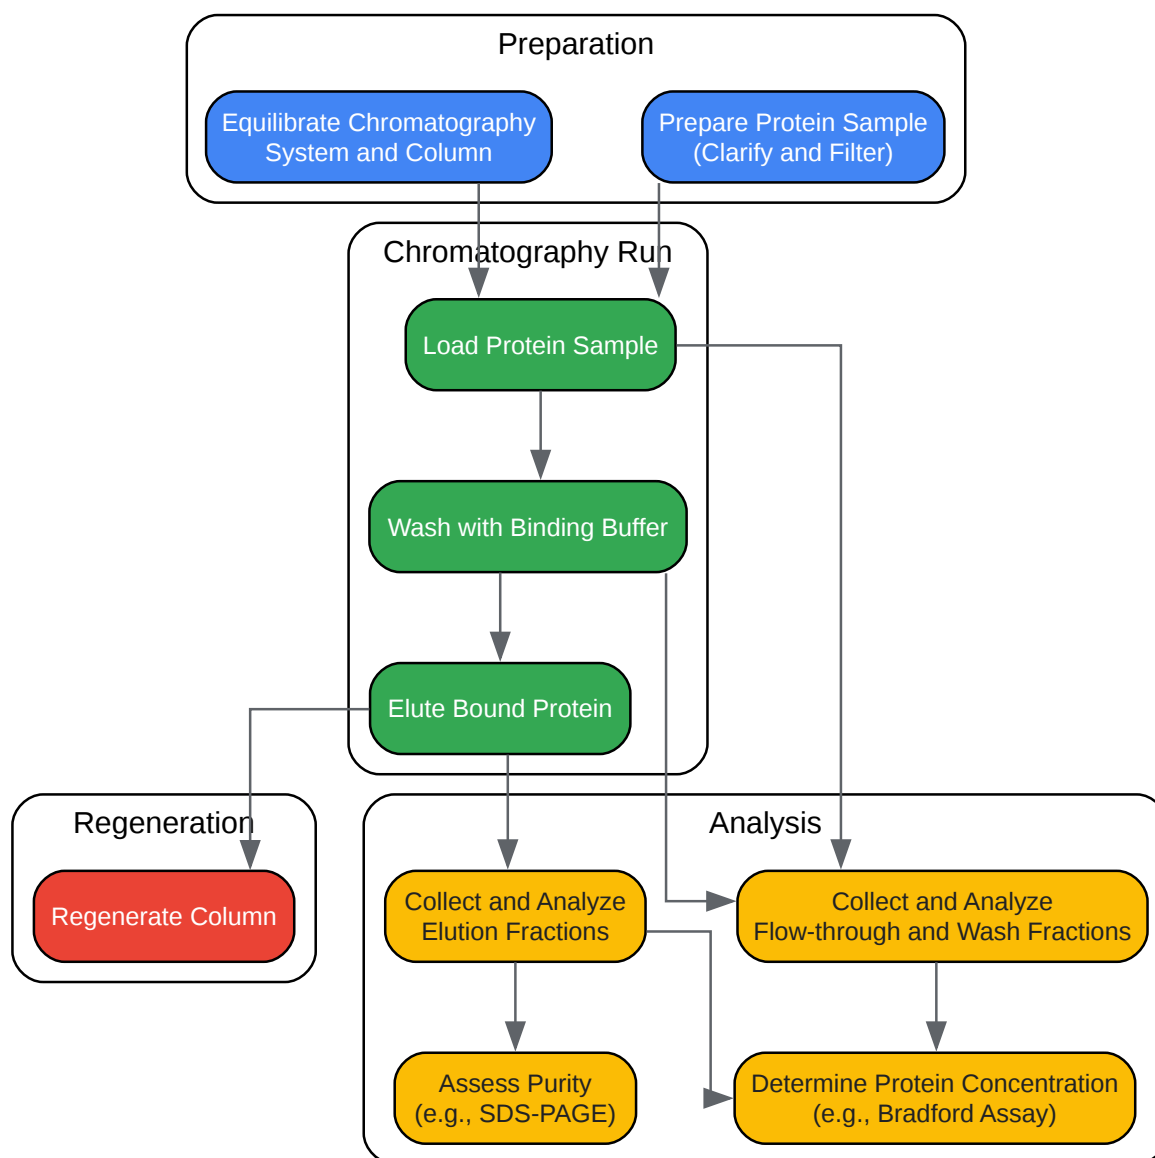 Preparation
Equilibrate Chromatography
System and Column
Prepare Protein Sample
(Clarify and Filter)
Chromatography Run
Load Protein Sample
Wash with Binding Buffer
Elute Bound Protein
Regeneration
Regenerate Column
Analysis
Collect and Analyze
Elution Fractions
Collect and Analyze
Flow-through and Wash Fractions
Assess Purity
(e.g., SDS-PAGE)
Determine Protein Concentration
(e.g., Bradford Assay)